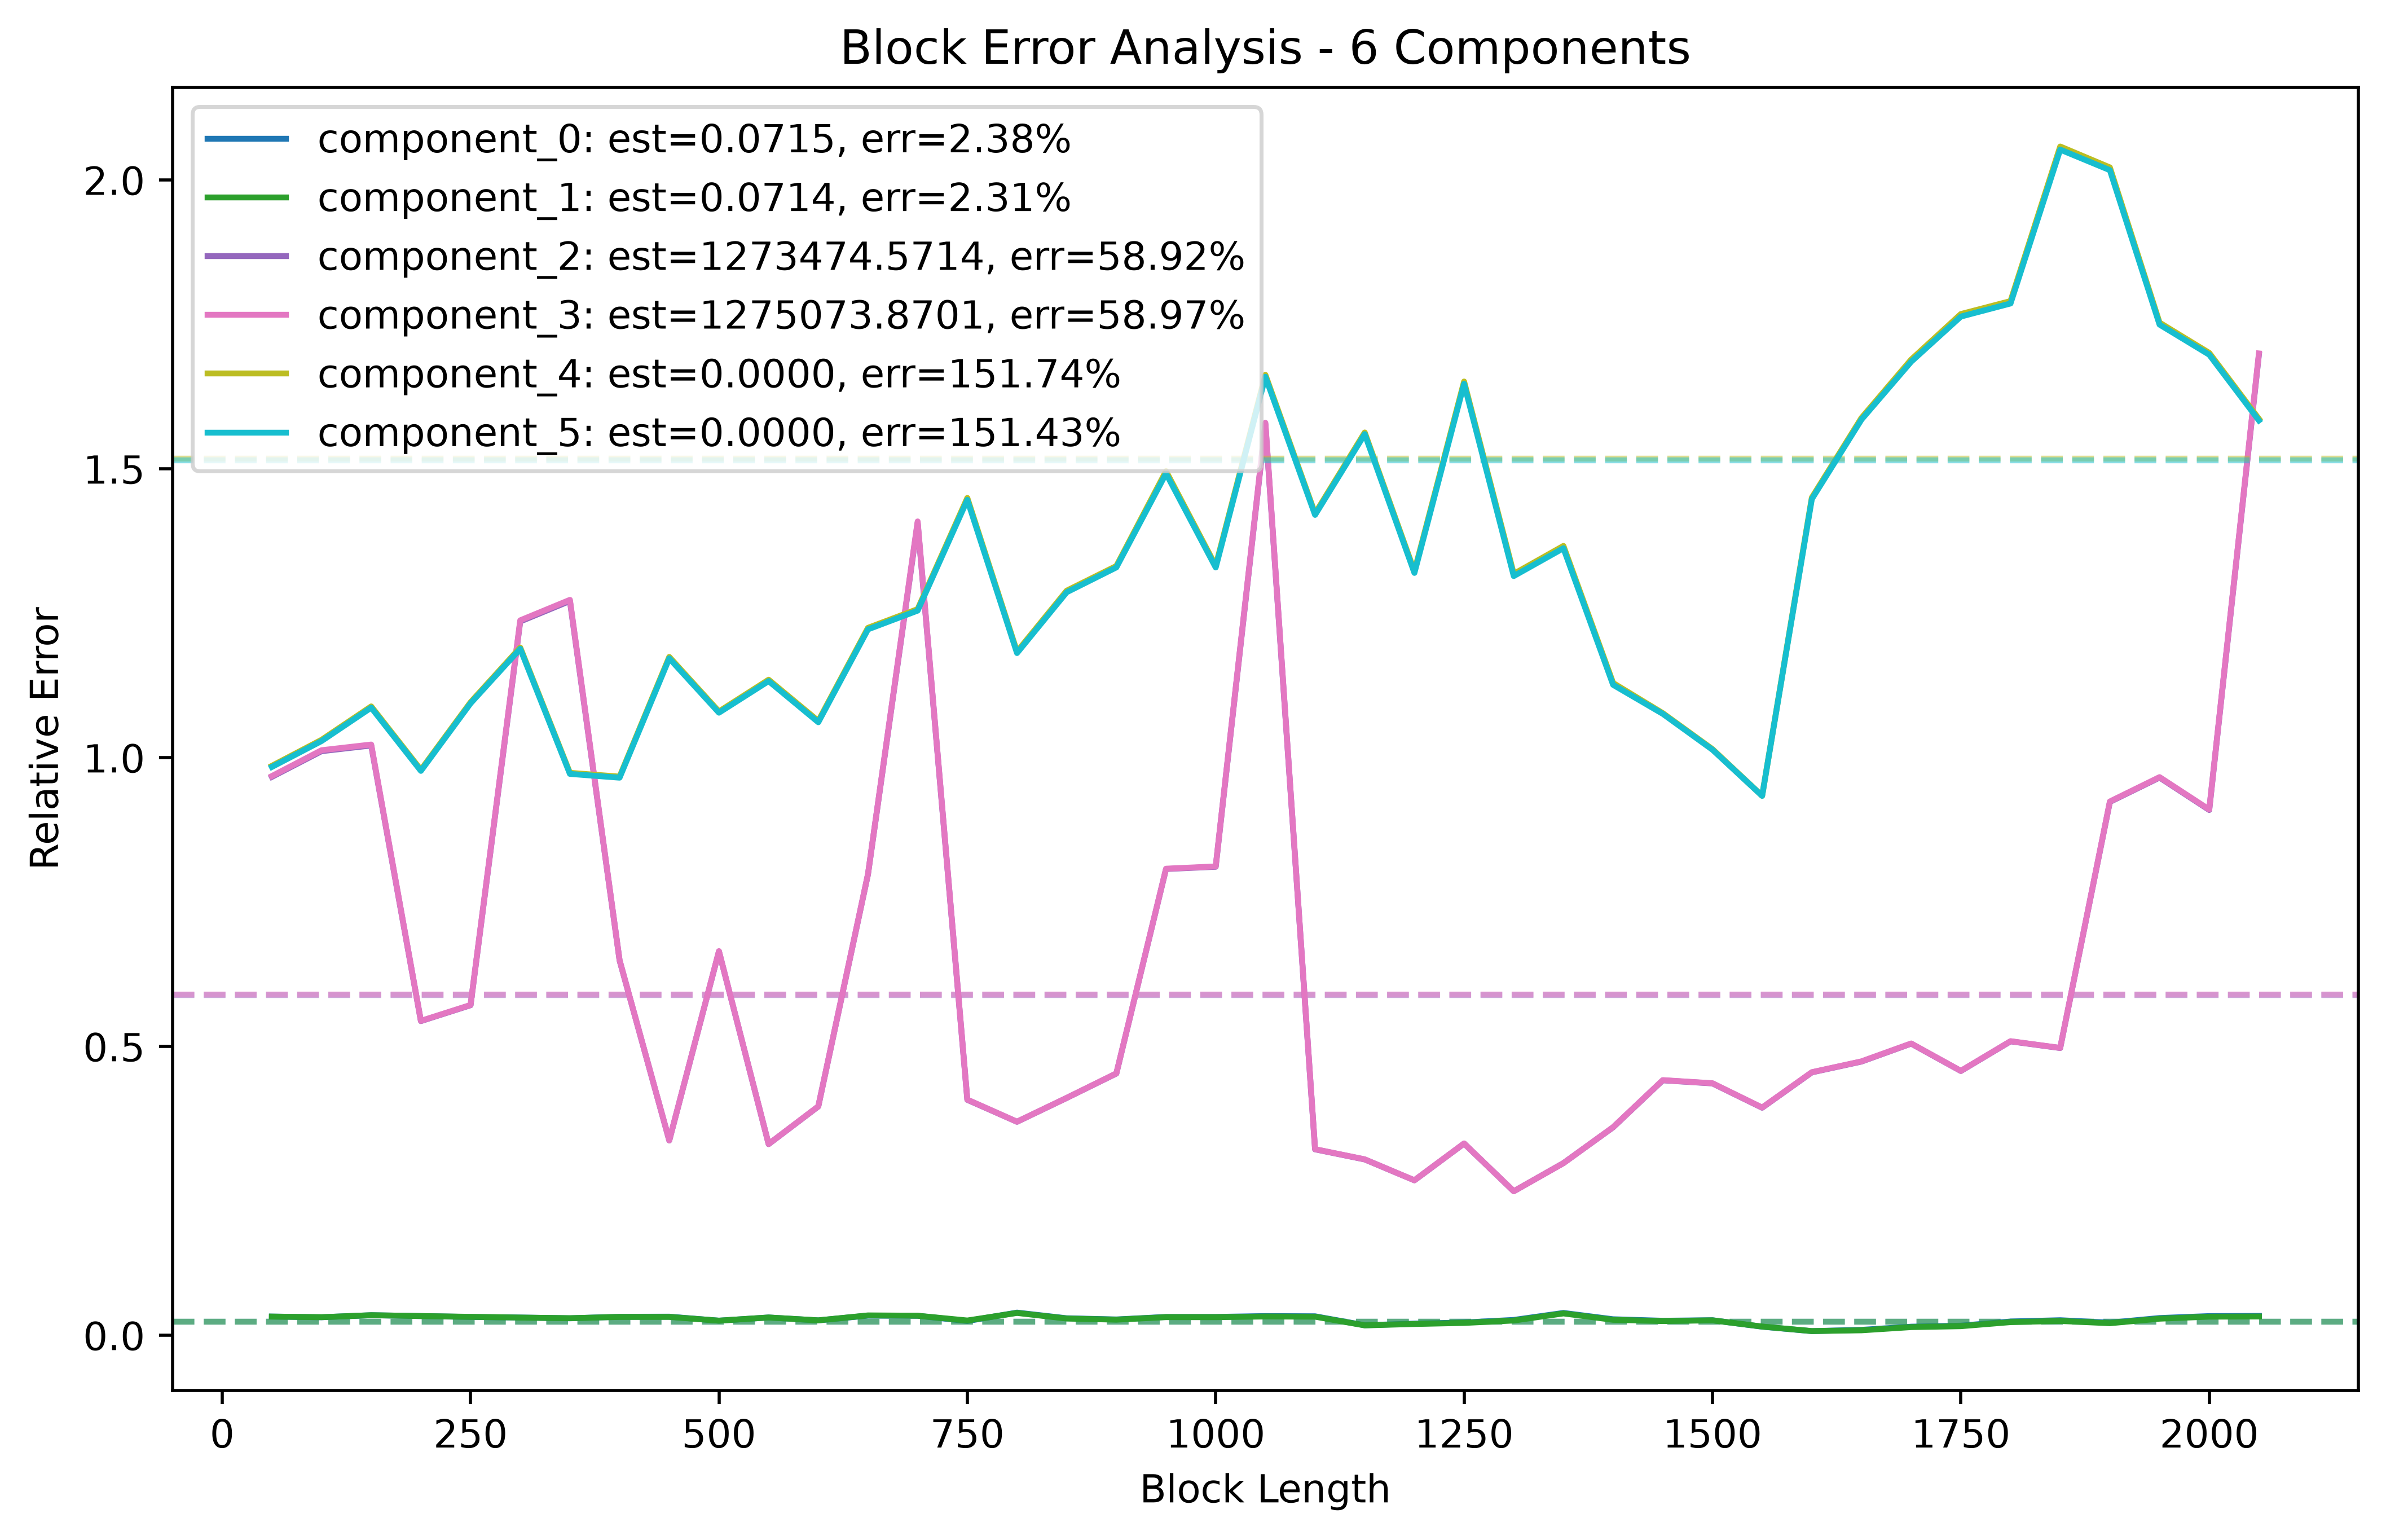 Block Error Analysis - 6 Components
component_0: est=0.0715, err=2.38%
component_1: est=0.0714, err=2.31%
component_2: est=1273474.5714, err=58.92%
component_3: est=1275073.8701, err=58.97%
component_4: est=0.0000, err=151.74%
component_5: est=0.0000, err=151.43%
Relative Error
2.0
1.5
1.0
0.5
0.0
0 250 500 750 1000 1250 1500 1750 2000
Block Length